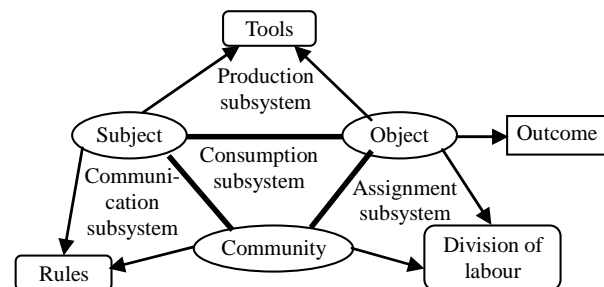 Tools
Production
subsystem
Subject
Object
Outcome
Consumption
subsystem
Communi-
cation
subsystem
Assignment
subsystem
Community
Division of
labour
Rules